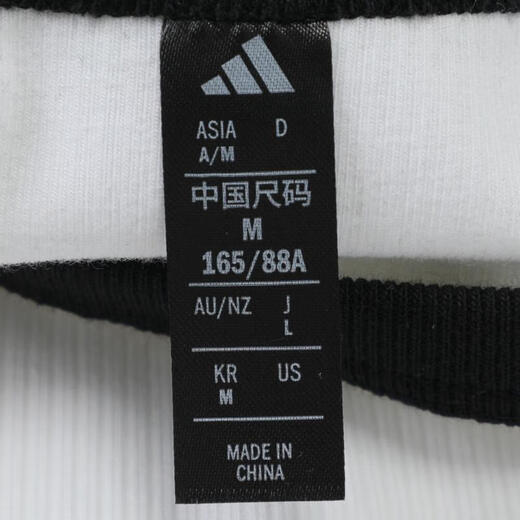 ASIA D
A/M
中国尺码
M
165/88A
AU/NZ J
L
KR US
M
MADE IN
CHINA